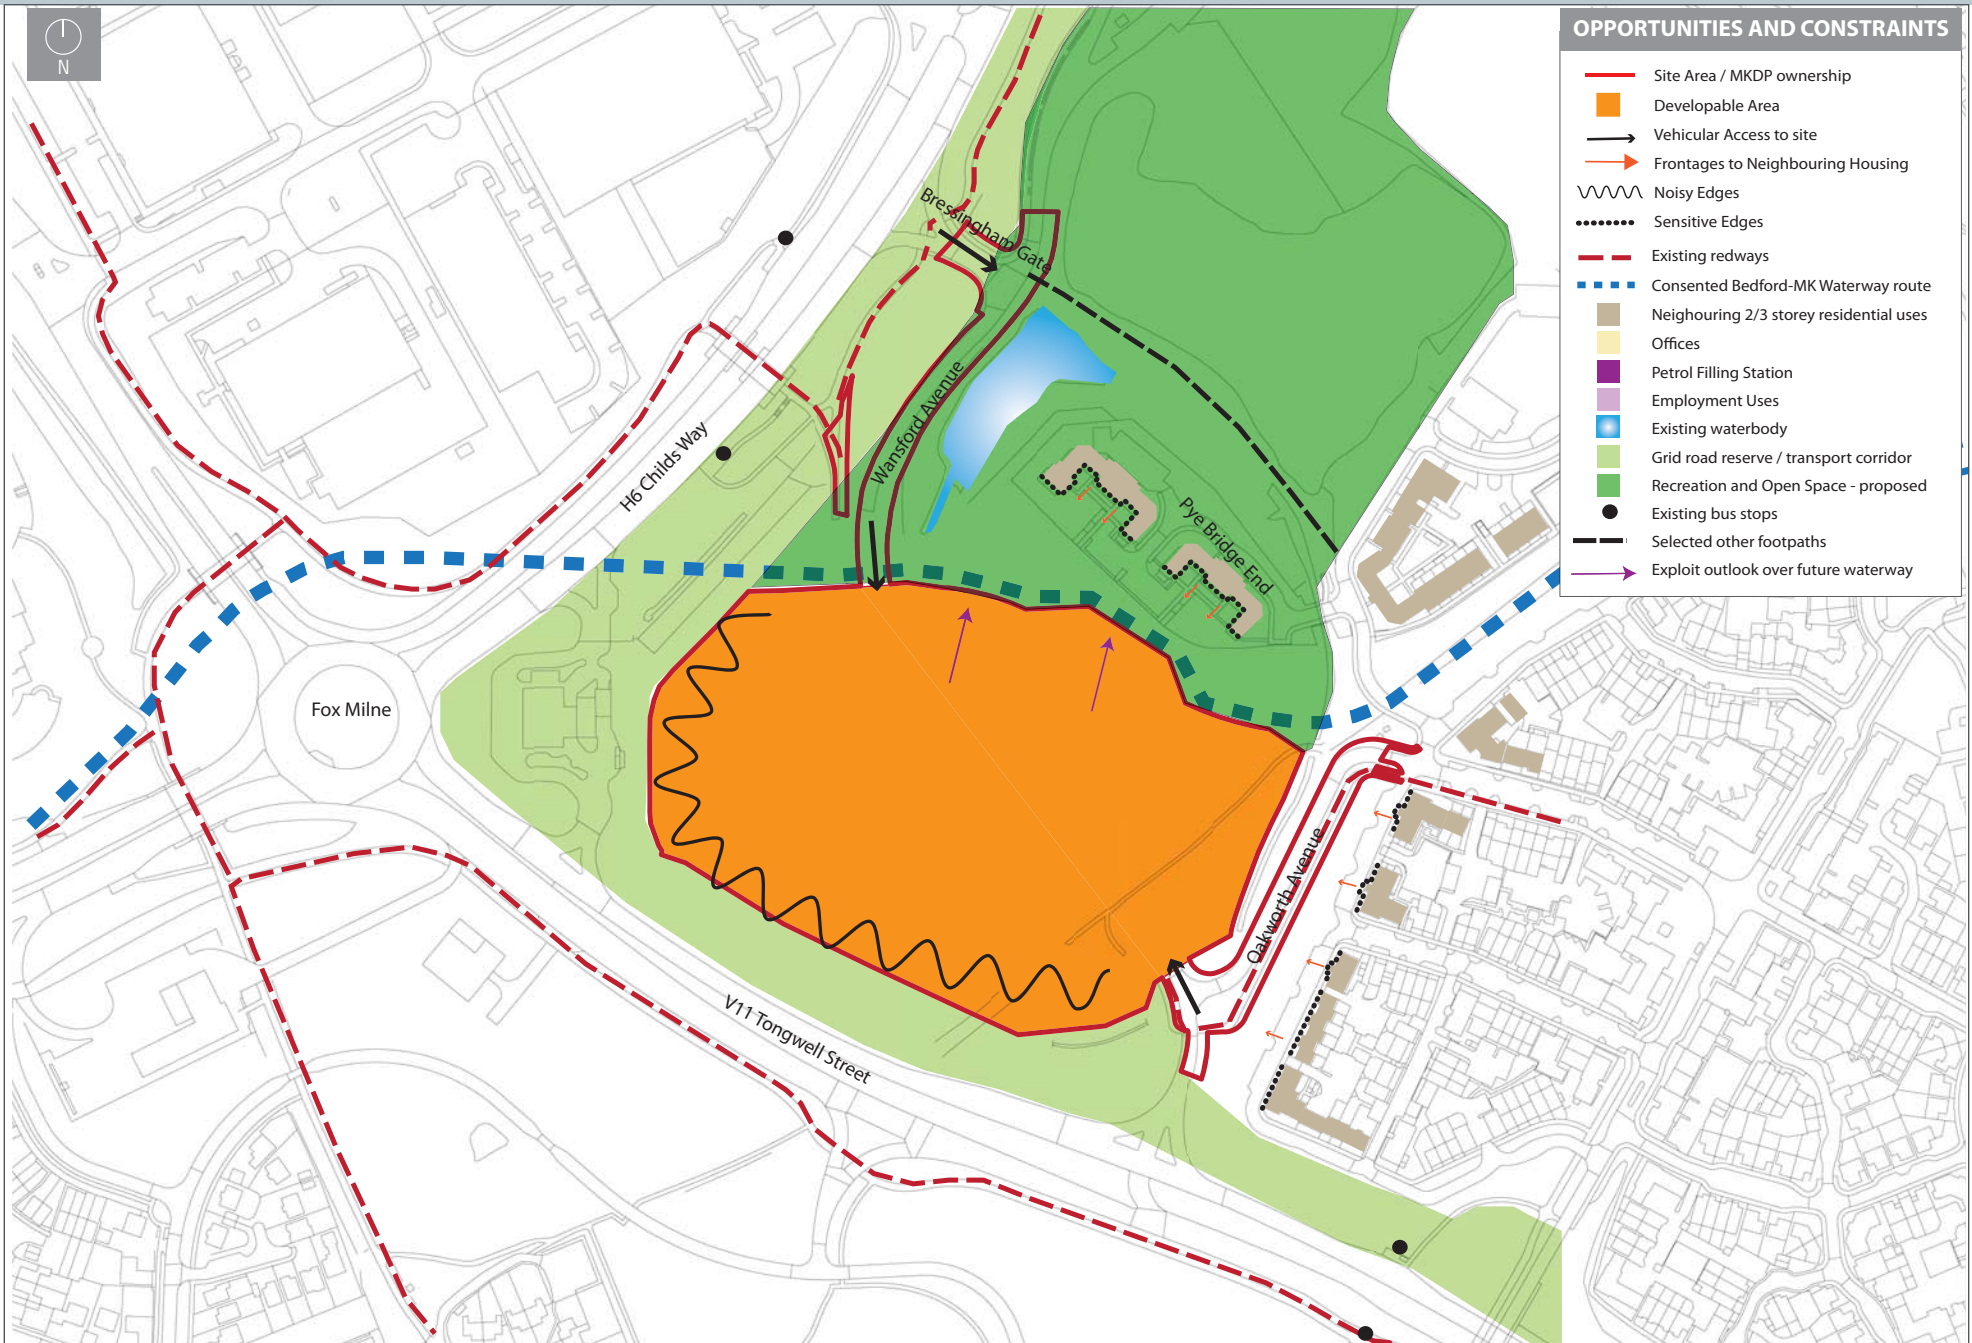 N
OPPORTUNITIES AND CONSTRAINTS
Site Area / MKDP ownership
Developable Area
Vehicular Access to site
Frontages to Neighbouring Housing
Noisy Edges
Sensitive Edges
Existing redways
Consented Bedford-MK Waterway route
Neighouring 2/3 storey residential uses
Offices
Petrol Filling Station
Employment Uses
Existing waterbody
Grid road reserve / transport corridor
Recreation and Open Space - proposed
Existing bus stops
Selected other footpaths
Exploit outlook over future waterway
Bressingham Gate
Wansford Avenue
H6 Childs Way
Pye Bridge End
Fox Milne
Oakworth Avenue
V11 Tongwell Street